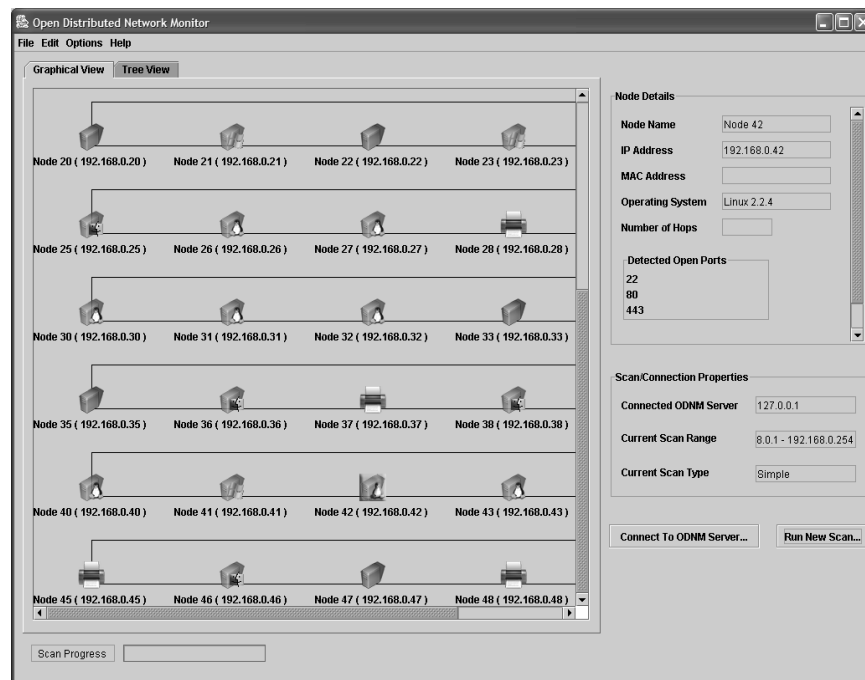 Open Distributed Network Monitor
File Edit Options Help
Graphical View Tree View
Node 20 ( 192.168.0.20 ) Node 21 ( 192.168.0.21 ) Node 22 ( 192.168.0.22 ) Node 23 ( 192.168.0.23 )
Node 25 ( 192.168.0.25 ) Node 26 ( 192.168.0.26 ) Node 27 ( 192.168.0.27 ) Node 28 ( 192.168.0.28 )
Node 30 ( 192.168.0.30 ) Node 31 ( 192.168.0.31 ) Node 32 ( 192.168.0.32 ) Node 33 ( 192.168.0.33 )
Node 35 ( 192.168.0.35 ) Node 36 ( 192.168.0.36 ) Node 37 ( 192.168.0.37 ) Node 38 ( 192.168.0.38 )
Node 40 ( 192.168.0.40 ) Node 41 ( 192.168.0.41 ) Node 42 ( 192.168.0.42 ) Node 43 ( 192.168.0.43 )
Node 45 ( 192.168.0.45 ) Node 46 ( 192.168.0.46 ) Node 47 ( 192.168.0.47 ) Node 48 ( 192.168.0.48 )
Scan Progress
Node Details
Node Name Node 42
IP Address 192.168.0.42
MAC Address
Operating System Linux 2.2.4
Number of Hops
Detected Open Ports
22
80
443
Scan/Connection Properties
Connected ODNM Server 127.0.0.1
Current Scan Range 8.0.1 - 192.168.0.254
Current Scan Type Simple
Connect To ODNM Server... Run New Scan...